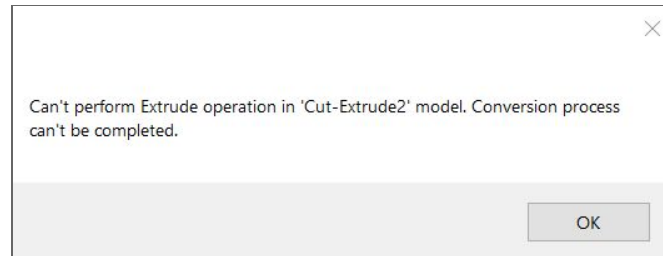 Can't perform Extrude operation in 'Cut-Extrude2' model. Conversion process
can't be completed.
OK